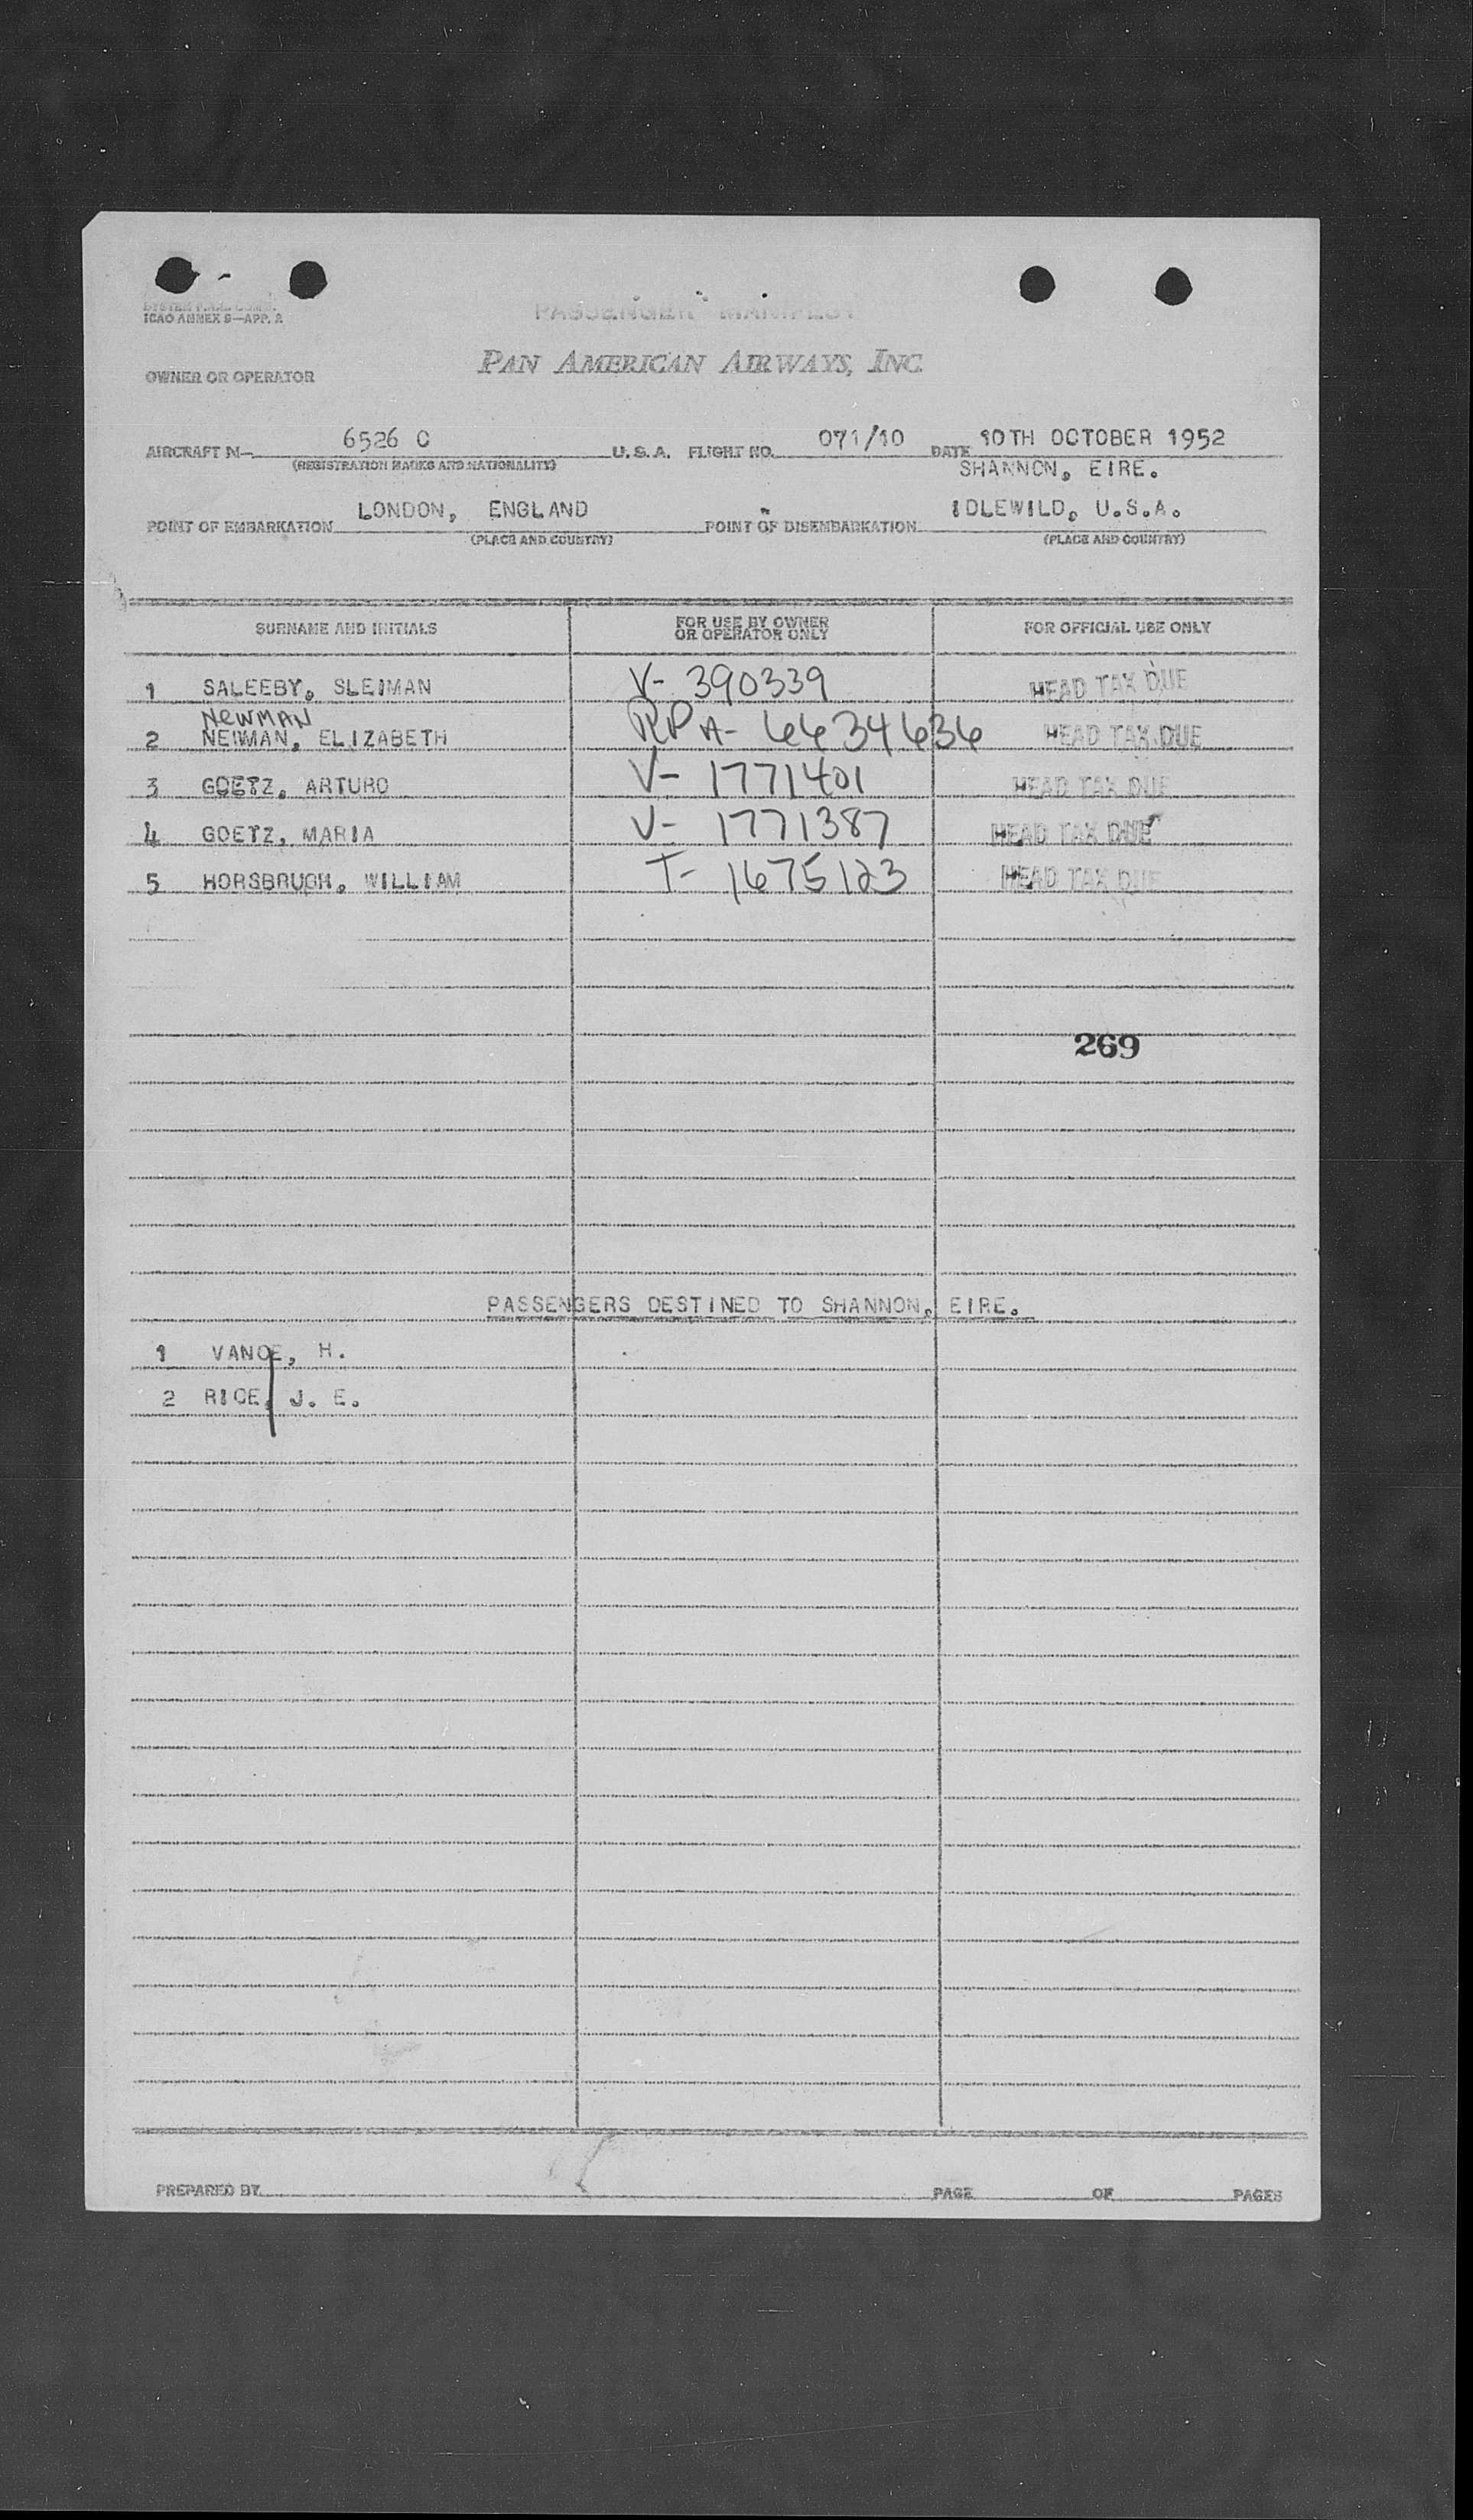 ICAO ANNEX 9—APP. A
PASSENGER MANIFEST
PAN AMERICAN AIRWAYS, INC.
OWNER OR OPERATOR
AIRCRAFT N— 6526 C U.S.A. FLIGHT NO. 071/10 DATE 10TH OCTOBER 1952
(REGISTRATION MARKS AND NATIONALITY)
SHANNON, EIRE.
POINT OF EMBARKATION LONDON, ENGLAND POINT OF DISEMBARKATION IDLEWILD, U.S.A.
(PLACE AND COUNTRY) (PLACE AND COUNTRY)
SURNAME AND INITIALS FOR USE BY OWNER OR OPERATOR ONLY FOR OFFICIAL USE ONLY
1 SALEEBY, SLEIMAN V- 390339 HEAD TAX DUE
NEWMAN
2 NEIWMAN, ELIZABETH RP A- 6634636 HEAD TAX DUE
3 GOETZ, ARTURO V- 1771401 HEAD TAX DUE
4 GOETZ, MARIA V- 1771387 HEAD TAX DUE
5 HORSBRUGH, WILLIAM T- 1675123 HEAD TAX DUE
269
PASSENGERS DESTINED TO SHANNON, EIRE.
1 VANCE, H.
2 RICE, J. E.
PREPARED BY PAGE OF PAGES